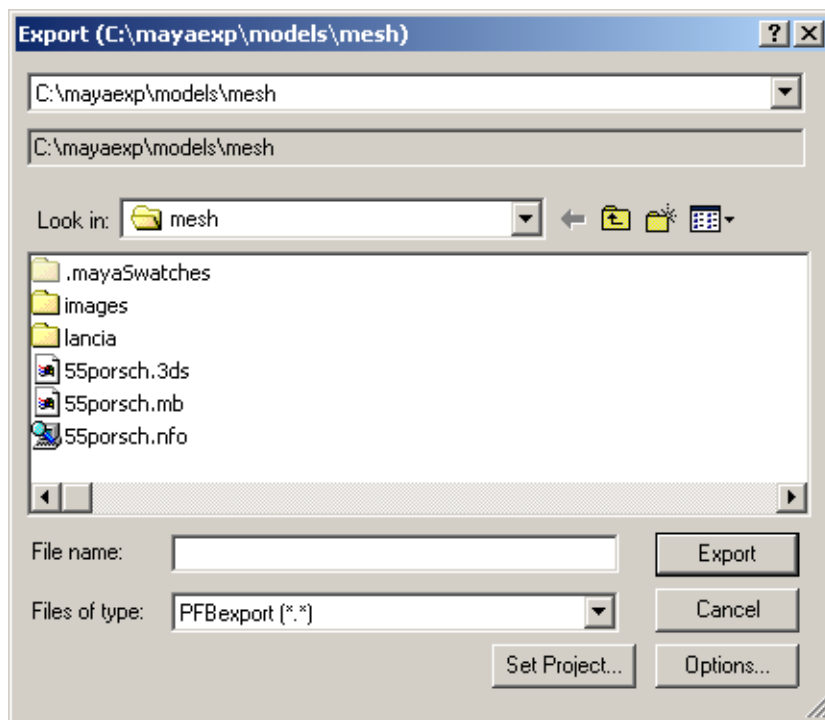 Export (C:\mayaexp\models\mesh)
C:\mayaexp\models\mesh
C:\mayaexp\models\mesh
Look in: mesh
.mayaSwatches
images
lancia
55porsch.3ds
55porsch.mb
55porsch.nfo
File name: Export
Files of type: PFBexport (*.*) Cancel
Set Project... Options...